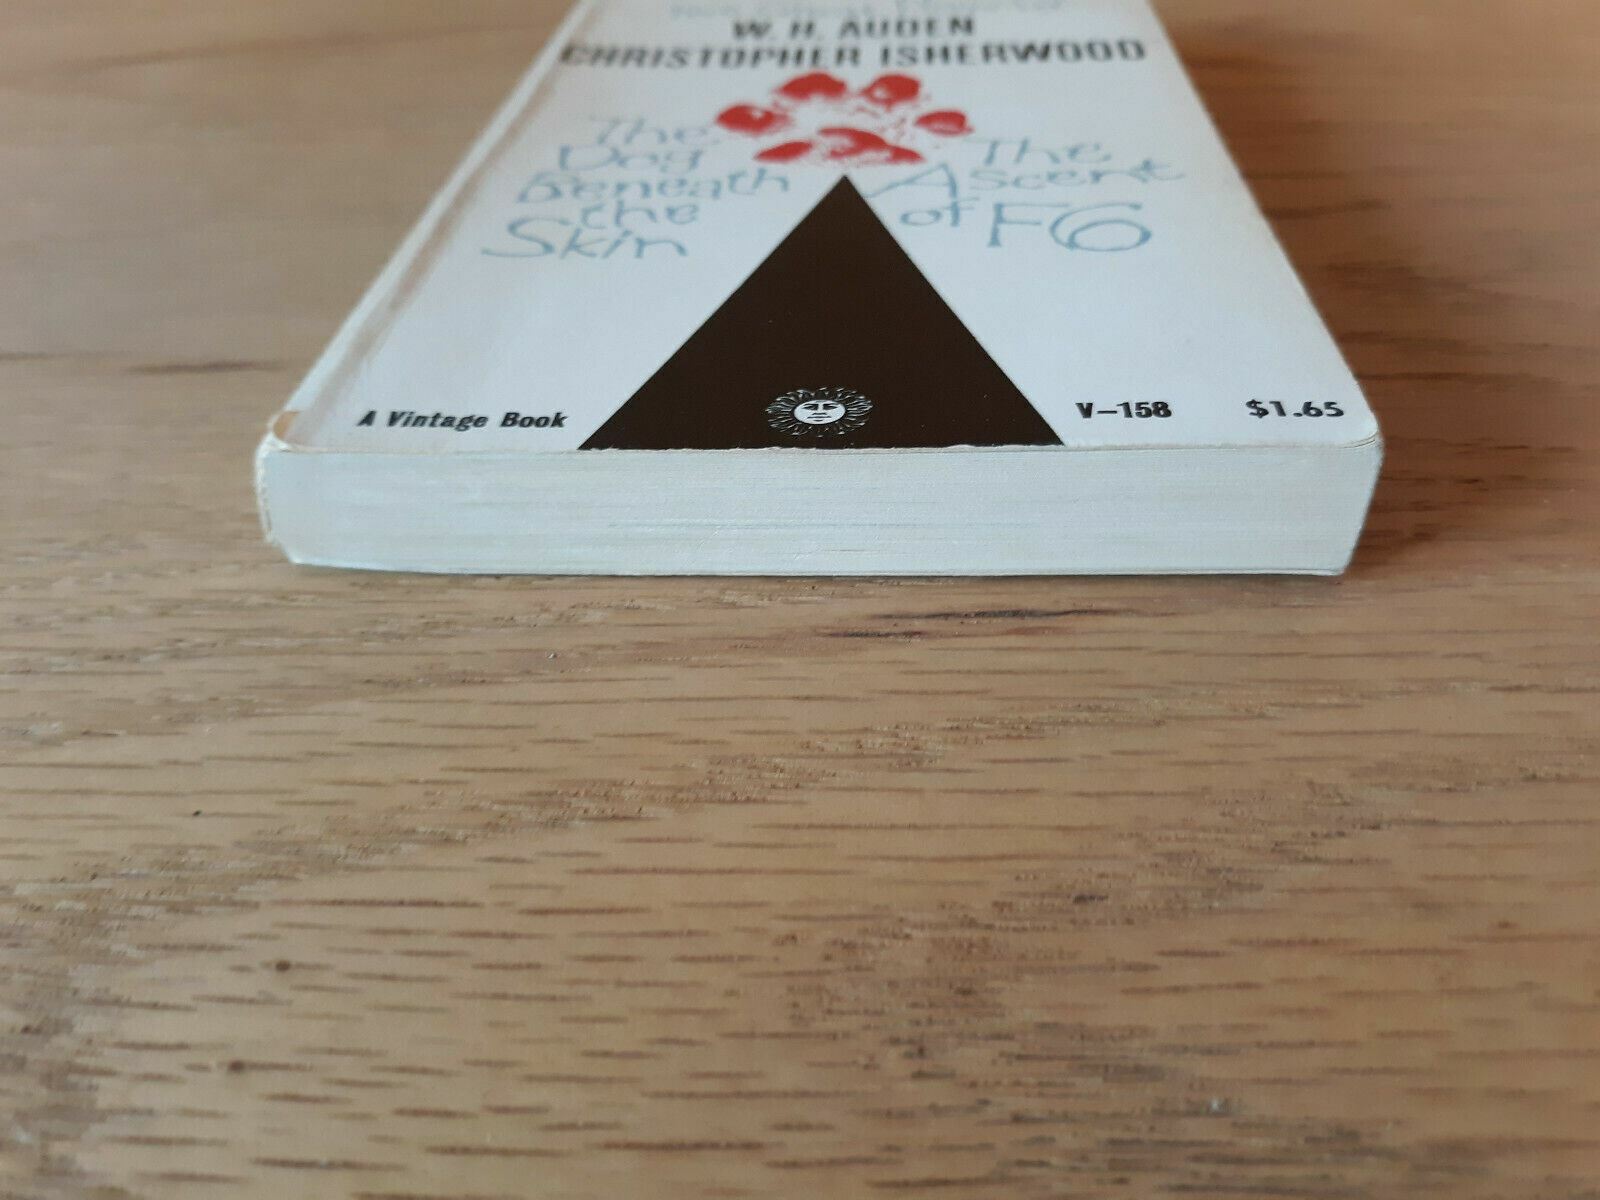 W. H. AUDEN
CHRISTOPHER ISHERWOOD
The
Dog
Beneath
the
Skin
The
Ascent
of F6
A Vintage Book
V-158
$1.65